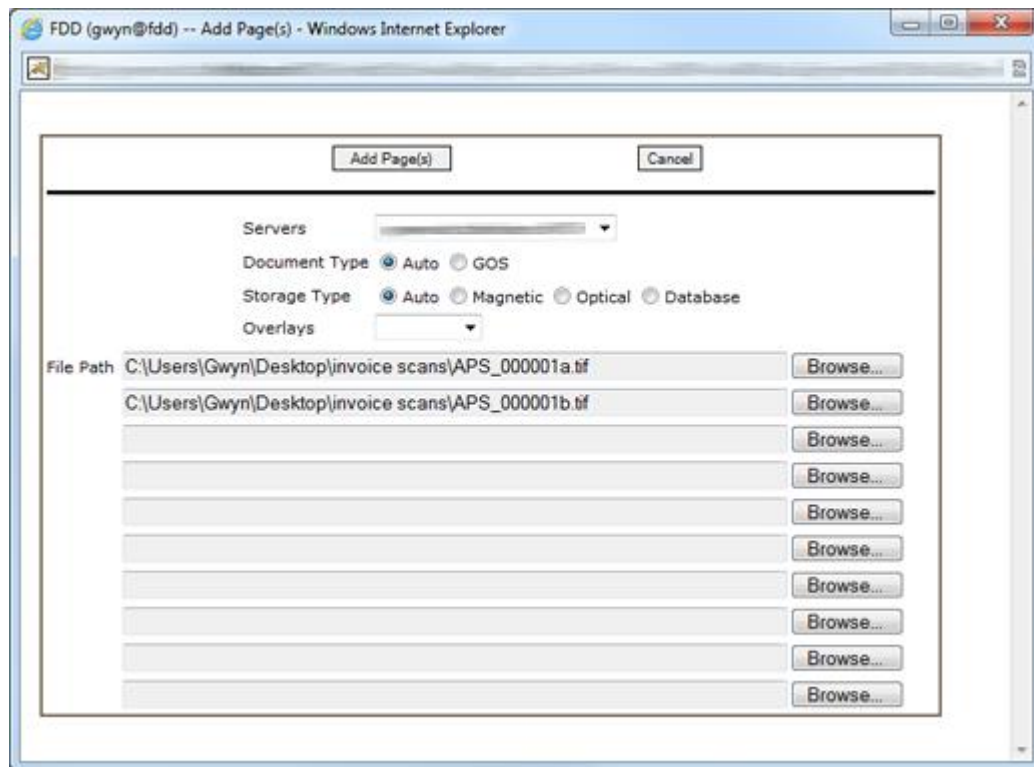 FDD (gwyn@fdd) -- Add Page(s) - Windows Internet Explorer
Add Page(s) Cancel
Servers
Document Type Auto GOS
Storage Type Auto Magnetic Optical Database
Overlays
File Path C:\Users\Gwyn\Desktop\invoice scans\APS_000001a.tif Browse...
C:\Users\Gwyn\Desktop\invoice scans\APS_000001b.tif Browse...
Browse...
Browse...
Browse...
Browse...
Browse...
Browse...
Browse...
Browse...